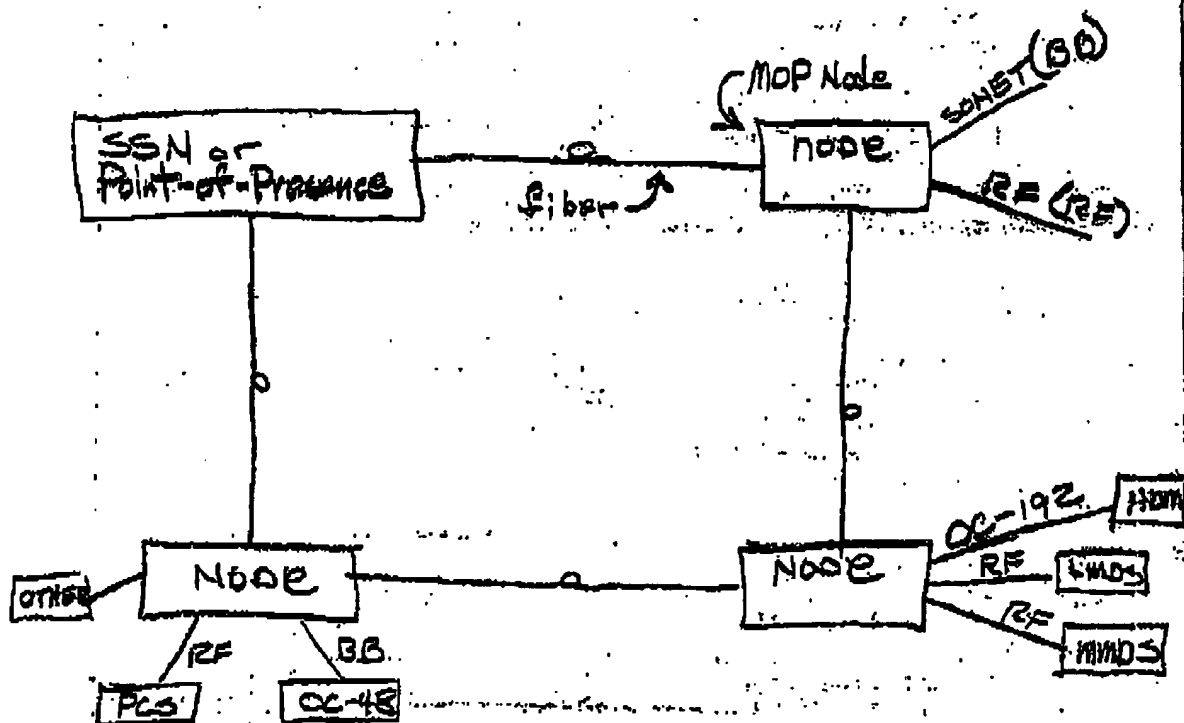 MOP Node
SONET (BB)
SSN or
Point-of-Presence
node
fiber
RF (RF)
OC-192
Node
RF
LMDS
RF
MMDS
OTHER
Node
RF
BB
PCS
OC-48